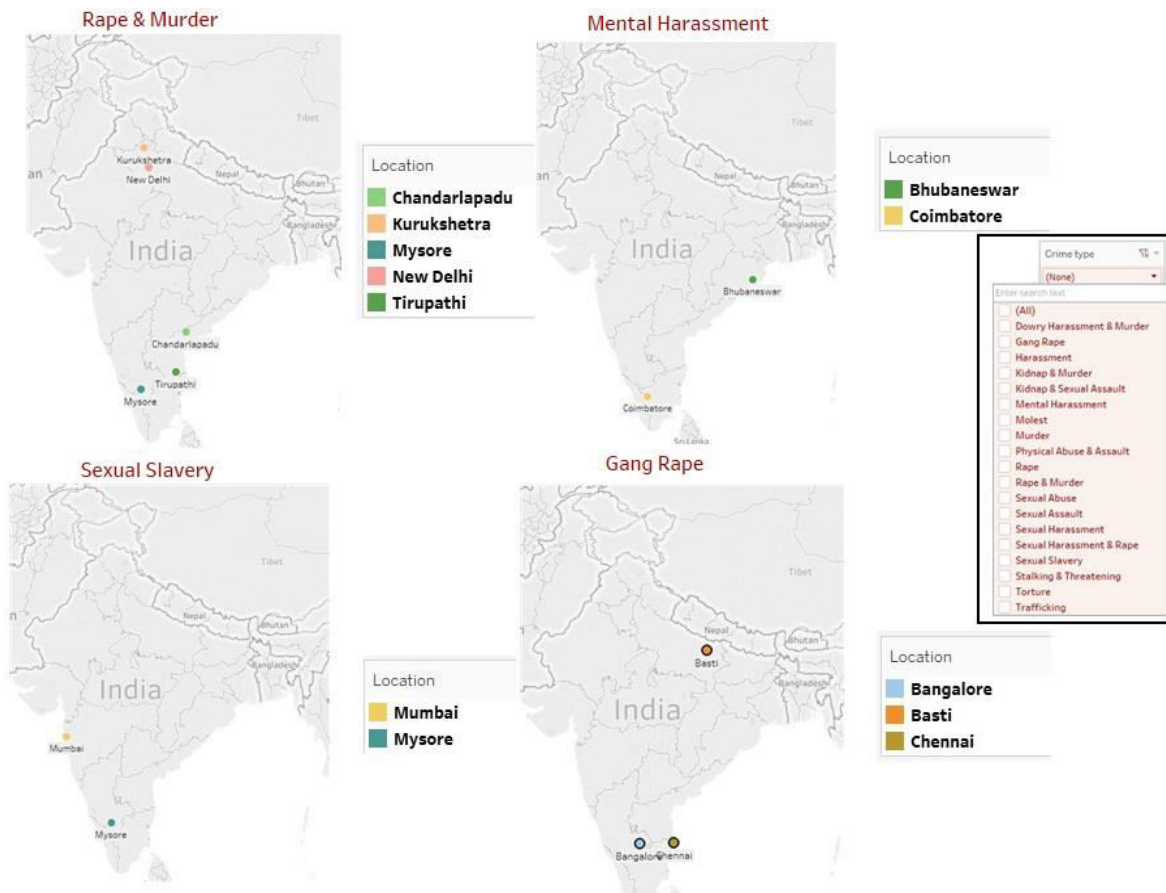 Rape & Murder
Tibet
Kurukshetra
New Delhi
an
Nepal
Bhutan
Bangladesh
India
Chandarlapadu
Tirupathi
Mysore
Location
Chandarlapadu
Kurukshetra
Mysore
New Delhi
Tirupathi
Mental Harassment
Tibet
an
Nepal
Bhutan
Bangladesh
India
Bhubaneswar
Coimbatore
Sri Lanka
Location
Bhubaneswar
Coimbatore
Crime type
(None)
Enter search text
(All)
Dowry Harassment & Murder
Gang Rape
Harassment
Kidnap & Murder
Kidnap & Sexual Assault
Mental Harassment
Molest
Murder
Physical Abuse & Assault
Rape
Rape & Murder
Sexual Abuse
Sexual Assault
Sexual Harassment
Sexual Harassment & Rape
Sexual Slavery
Stalking & Threatening
Torture
Trafficking
Sexual Slavery
Tibet
n
Nepal
Bhutan
Bangladesh
India
Mumbai
Mysore
Location
Mumbai
Mysore
Gang Rape
Tibet
n
Nepal
Bhutan
Basti
Bangladesh
India
Bangalore
Chennai
Location
Bangalore
Basti
Chennai